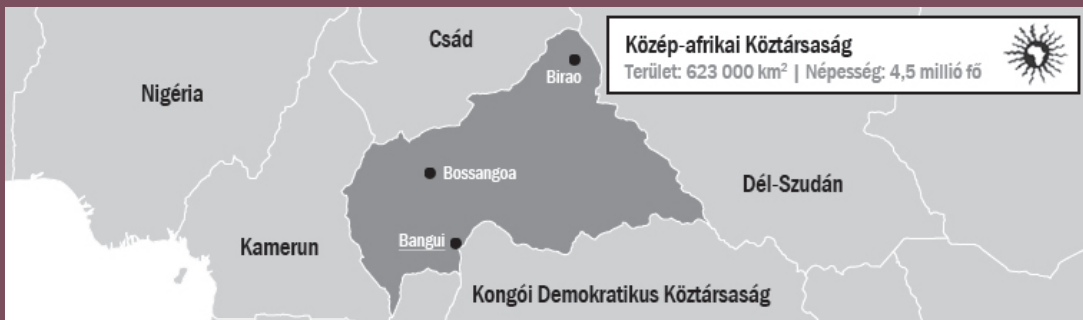 Közép-afrikai Köztársaság
Terület: 623 000 km² | Népesség: 4,5 millió fő
Csád
Birao
Nigéria
Bossangoa
Dél-Szudán
Bangui
Kamerun
Kongói Demokratikus Köztársaság